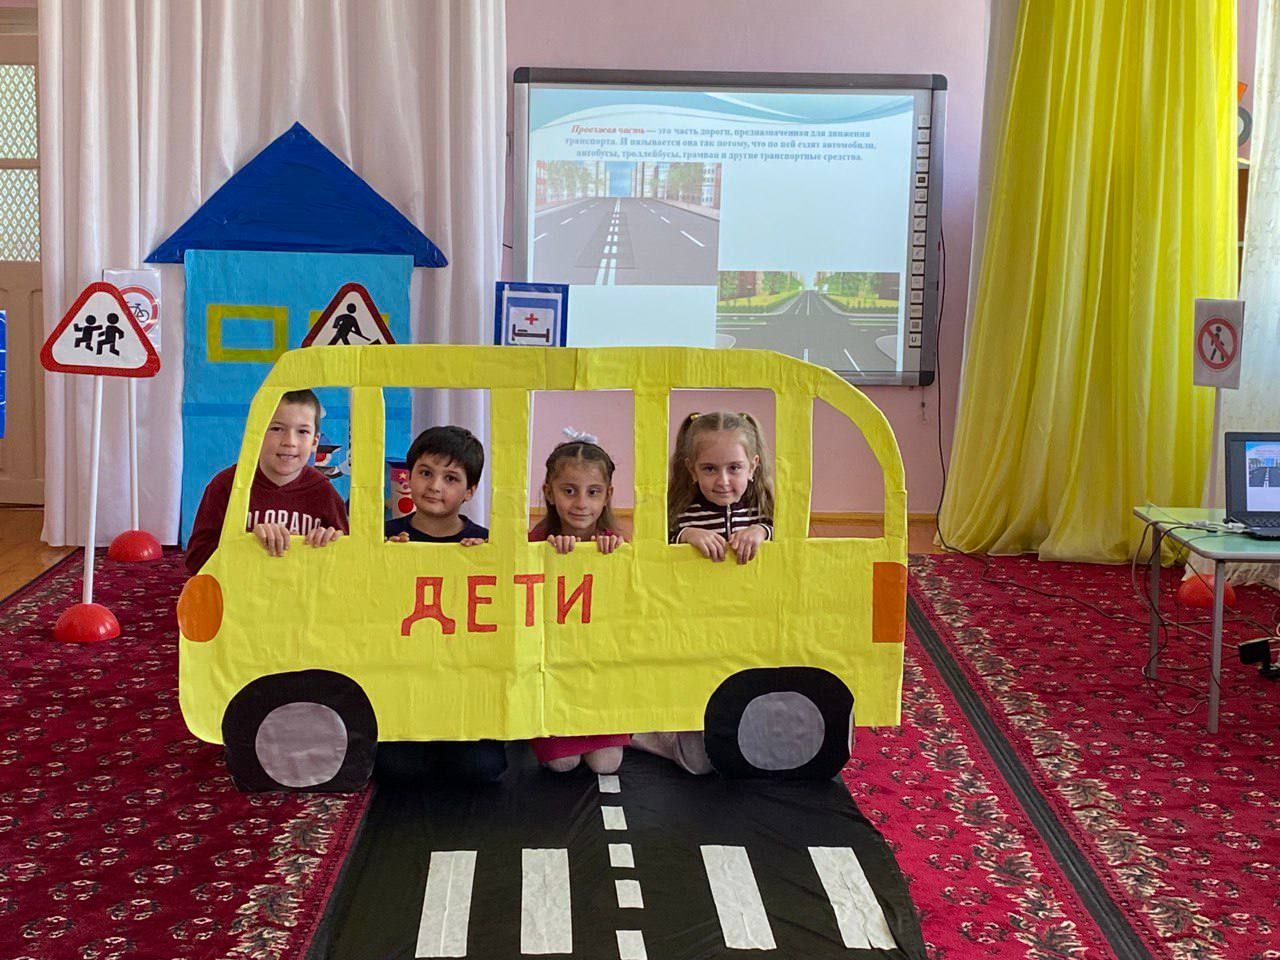 Проезжая часть — это часть дороги, предназначенная для движения
транспорта. И называется она так потому, что по ней ездят автомобили,
автобусы, троллейбусы, трамваи и другие транспортные средства.
COLORADO
ДЕТИ